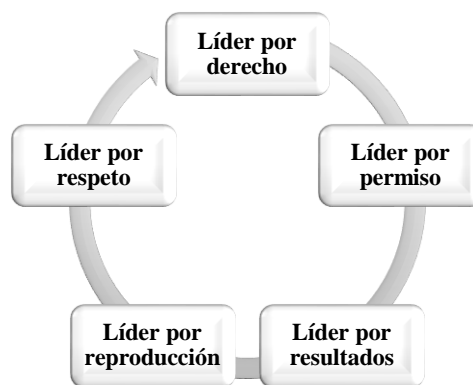 Líder por
derecho
Líder por
permiso
Líder por
resultados
Líder por
reproducción
Líder por
respeto